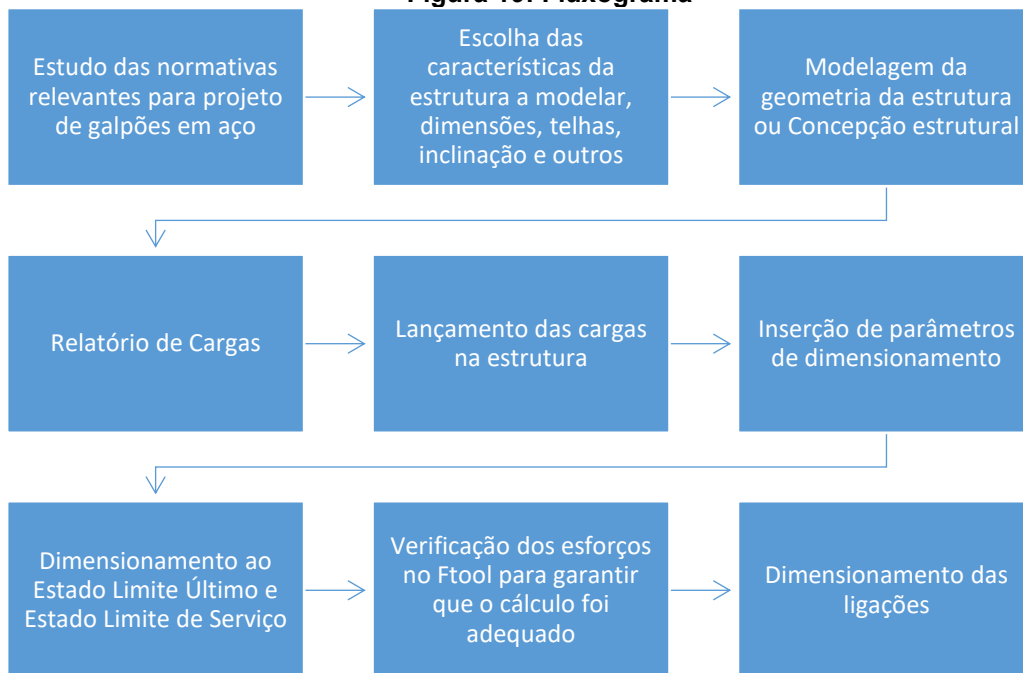 Figura 10. Fluxograma
Estudo das normativas
relevantes para projeto
de galpões em aço
Escolha das
características da
estrutura a modelar,
dimensões, telhas,
inclinação e outros
Modelagem da
geometria da estrutura
ou Concepção estrutural
Relatório de Cargas
Lançamento das cargas
na estrutura
Inserção de parâmetros
de dimensionamento
Dimensionamento ao
Estado Limite Último e
Estado Limite de Serviço
Verificação dos esforços
no Ftool para garantir
que o cálculo foi
adequado
Dimensionamento das
ligações